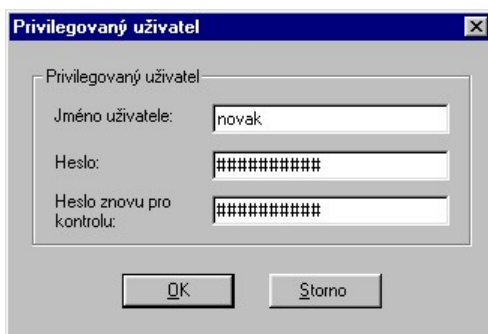 Privilegovaný uživatel
Privilegovaný uživatel
Jméno uživatele:
novak
Heslo:
##########
Heslo znovu pro
kontrolu:
##########
OK
Storno